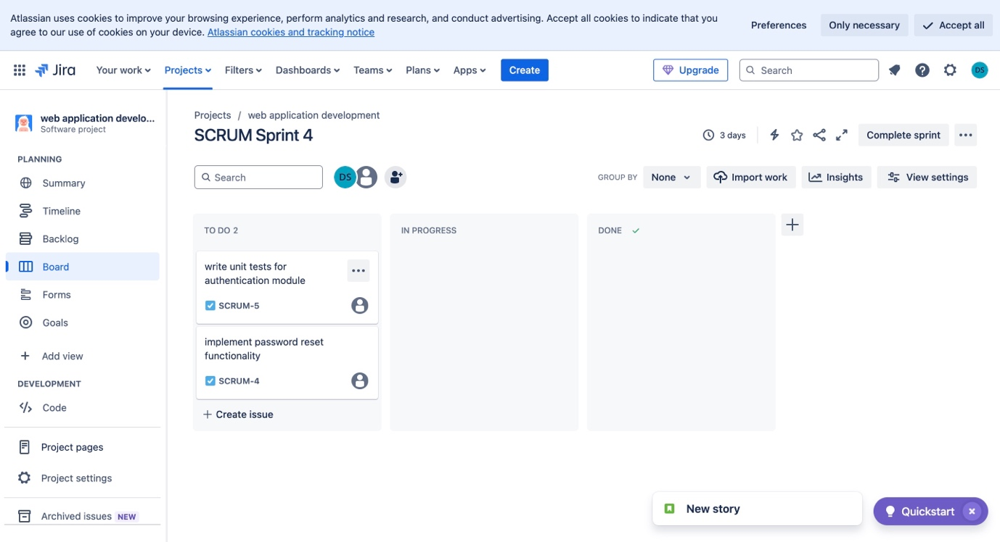 Atlassian uses cookies to improve your browsing experience, perform analytics and research, and conduct advertising. Accept all cookies to indicate that you
agree to our use of cookies on your device. Atlassian cookies and tracking notice
Preferences
Only necessary
Accept all
Jira
Your work
Projects
Filters
Dashboards
Teams
Plans
Apps
Create
Upgrade
Search
DS
web application develo...
Software project
PLANNING
Summary
Timeline
Backlog
Board
Forms
Goals
Add view
DEVELOPMENT
Code
Project pages
Project settings
Archived issues NEW
Projects / web application development
SCRUM Sprint 4
3 days
Complete sprint
Search
DS
GROUP BY
None
Import work
Insights
View settings
TO DO 2
write unit tests for
authentication module
SCRUM-5
implement password reset
functionality
SCRUM-4
Create issue
IN PROGRESS
DONE
New story
Quickstart